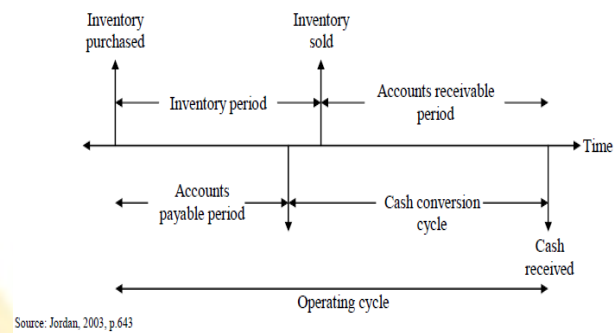 Inventory
purchased
Inventory
sold
Inventory period
Accounts receivable
period
Time
Accounts
payable period
Cash conversion
cycle
Cash
received
Operating cycle
Source: Jordan, 2003, p.643